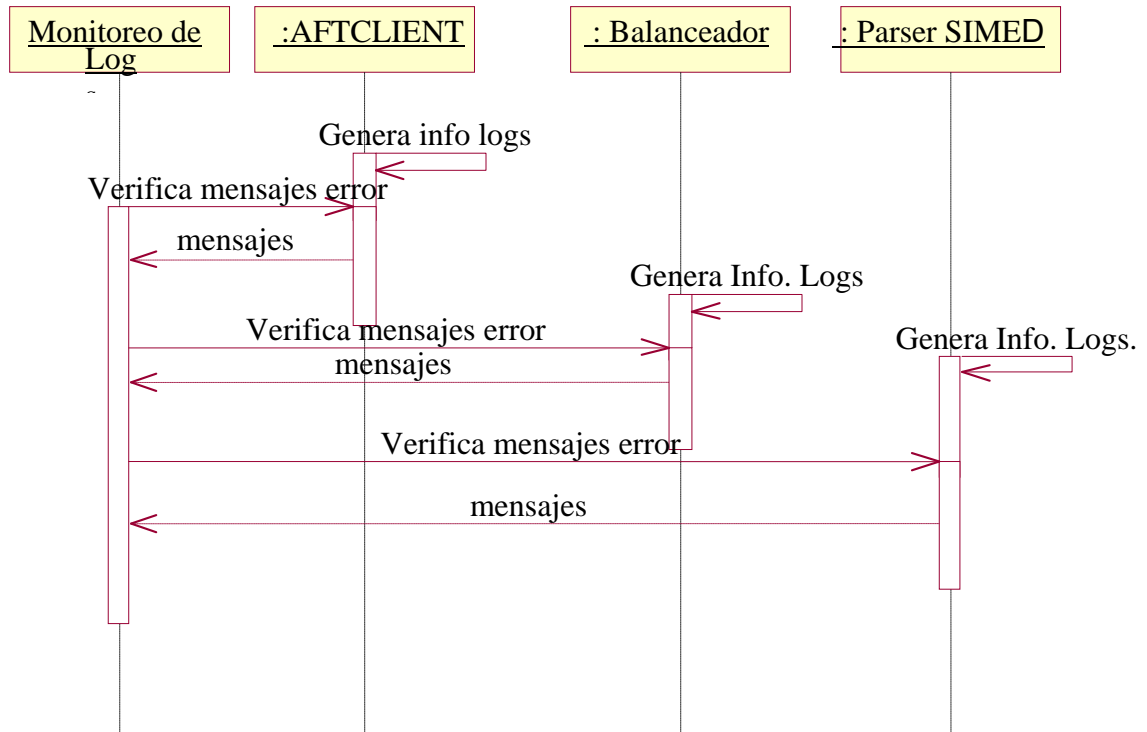 Monitoreo de
Log
:AFTCLIENT
: Balanceador
: Parser SIMED
Genera info logs
Verifica mensajes error
mensajes
Genera Info. Logs
Verifica mensajes error
mensajes
Genera Info. Logs.
Verifica mensajes error
mensajes